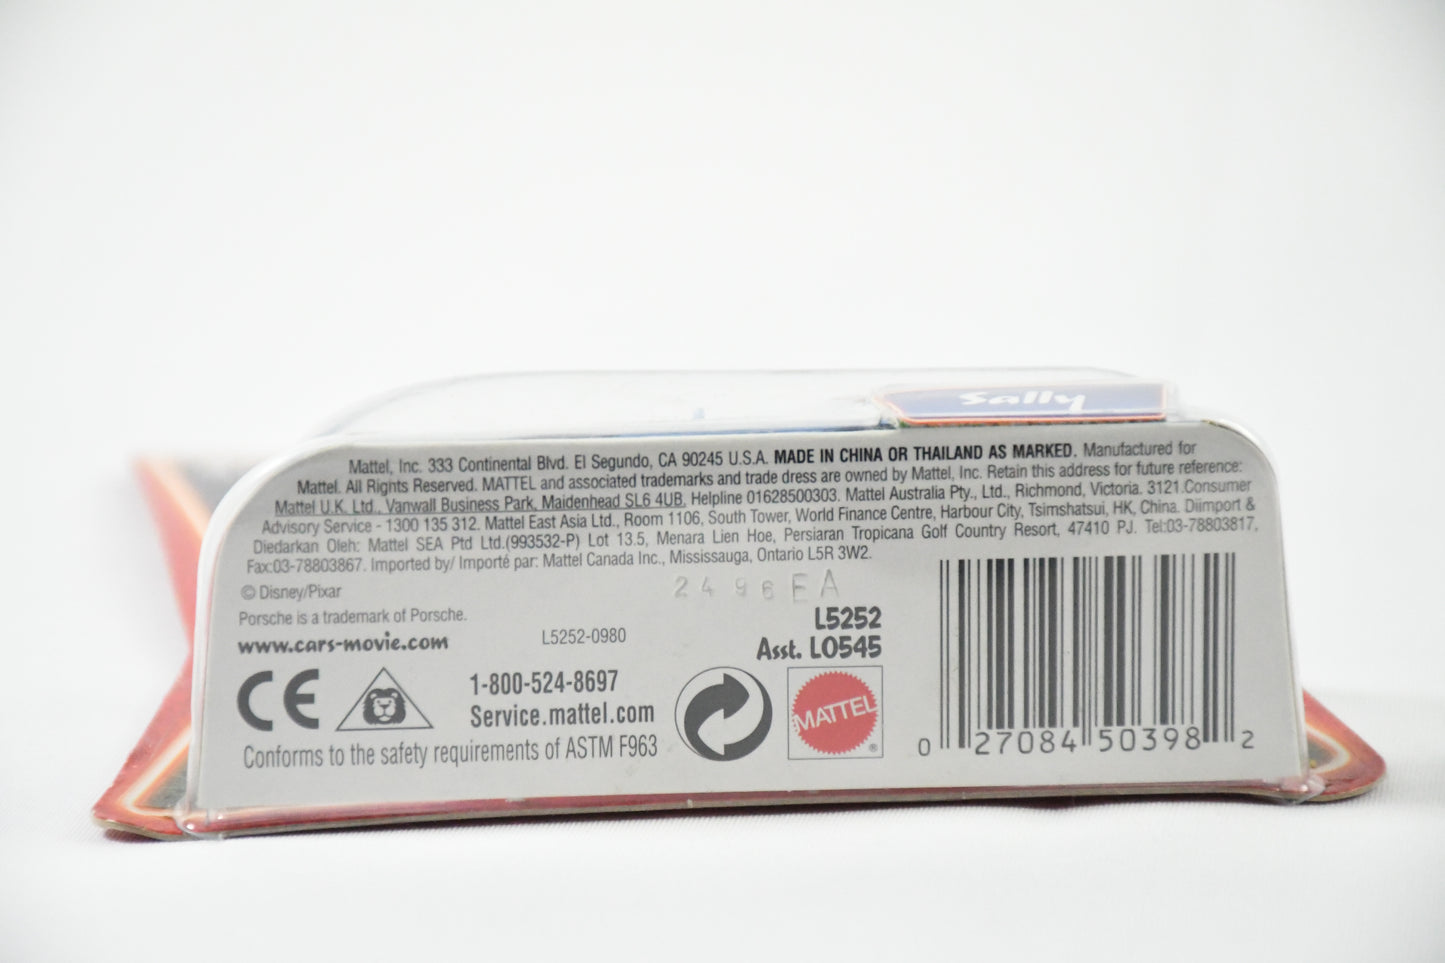 Sally
Mattel, Inc. 333 Continental Blvd. El Segundo, CA 90245 U.S.A. MADE IN CHINA OR THAILAND AS MARKED. Manufactured for
Mattel. All Rights Reserved. MATTEL and associated trademarks and trade dress are owned by Mattel, Inc. Retain this address for future reference:
Mattel U.K. Ltd., Vanwall Business Park, Maidenhead SL6 4UB. Helpline 01628500303. Mattel Australia Pty., Ltd., Richmond, Victoria. 3121.Consumer
Advisory Service - 1300 135 312. Mattel East Asia Ltd., Room 1106, South Tower, World Finance Centre, Harbour City, Tsimshatsui, HK, China. Diimport &
Diedarkan Oleh: Mattel SEA Ptd Ltd.(993532-P) Lot 13.5, Menara Lien Hoe, Persiaran Tropicana Golf Country Resort, 47410 PJ. Tel:03-78803817,
Fax:03-78803867. Imported by/ Importé par: Mattel Canada Inc., Mississauga, Ontario L5R 3W2.
© Disney/Pixar
2496EA
Porsche is a trademark of Porsche.
www.cars-movie.com
L5252-0980
L5252
Asst. L0545
CE
1-800-524-8697
Service.mattel.com
Conforms to the safety requirements of ASTM F963
MATTEL
®
0 27084 50398 2